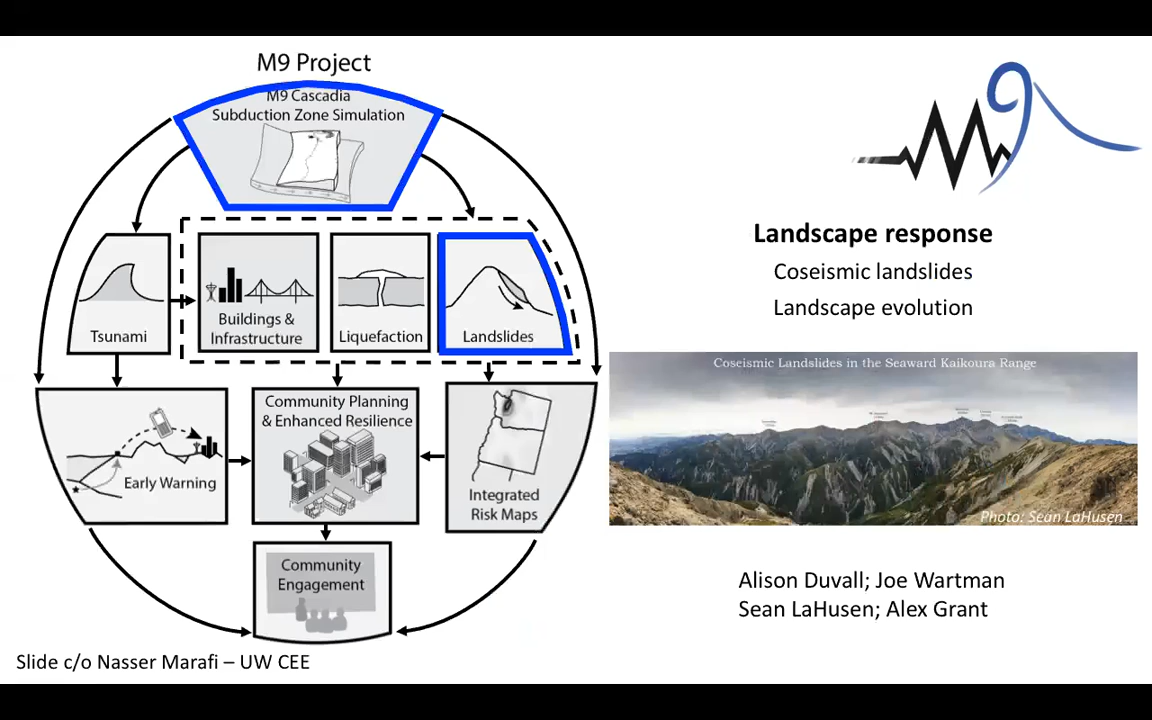 M9 Project
M9 Cascadia
Subduction Zone Simulation
Tsunami
Buildings &
Infrastructure
Liquefaction
Landslides
Early Warning
Community Planning
& Enhanced Resilience
Integrated
Risk Maps
Community
Engagement
Slide c/o Nasser Marafi – UW CEE
M9
Landscape response
Coseismic landslides
Landscape evolution
Coseismic Landslides in the Seaward Kaikoura Range
Photo: Sean LaHusen
Alison Duvall; Joe Wartman
Sean LaHusen; Alex Grant